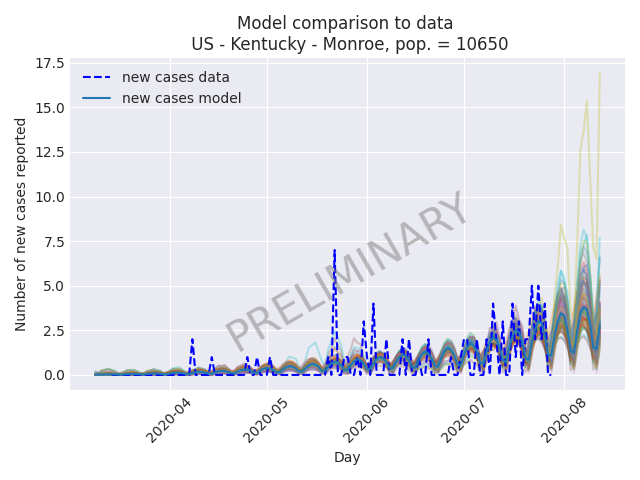 Model comparison to data
US - Kentucky - Monroe, pop. = 10650
17.5
15.0
12.5
10.0
7.5
5.0
2.5
0.0
Number of new cases reported
new cases data
new cases model
PRELIMINARY
2020-04
2020-05
2020-06
2020-07
2020-08
Day